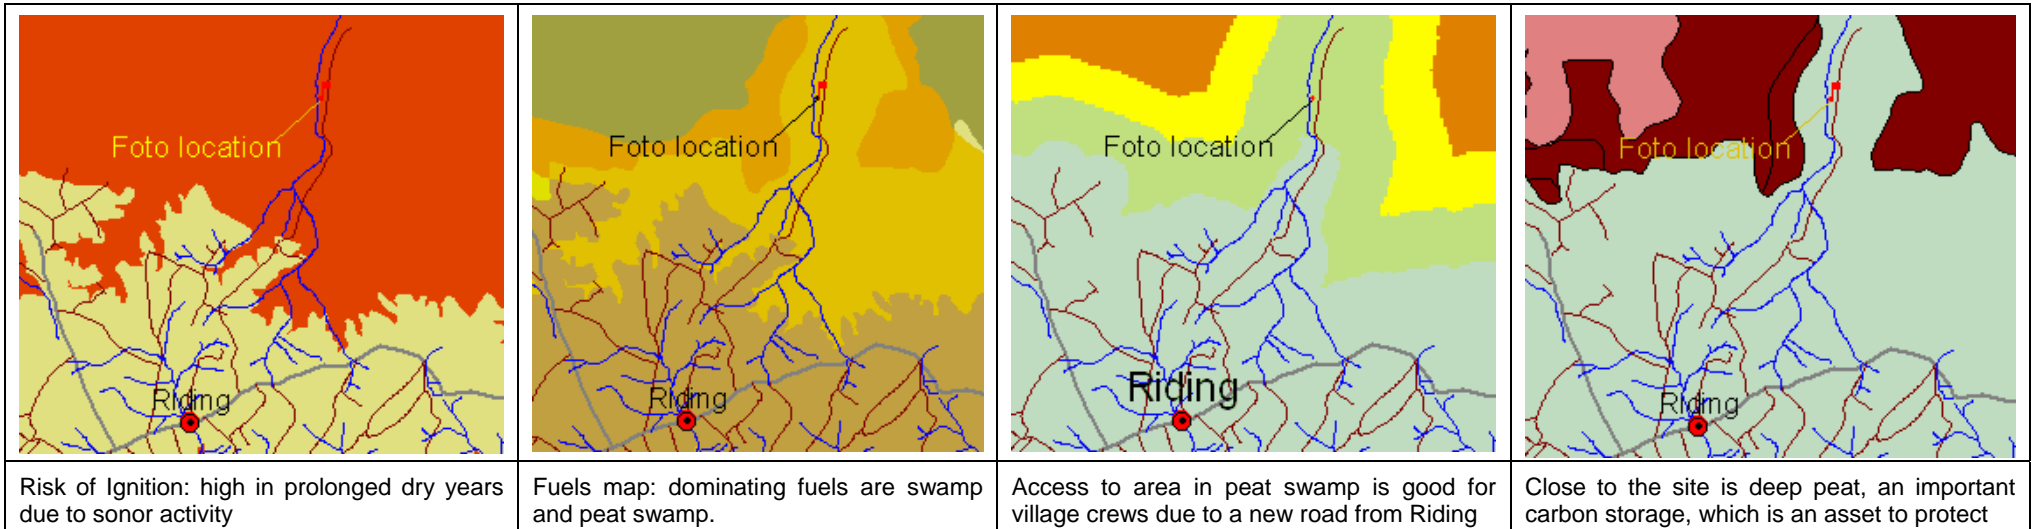 Foto location
Riding
Foto location
Riding
Foto location
Riding
Foto location
Riding
Risk of Ignition: high in prolonged dry years
due to sonor activity
Fuels map: dominating fuels are swamp
and peat swamp.
Access to area in peat swamp is good for
village crews due to a new road from Riding
Close to the site is deep peat, an important
carbon storage, which is an asset to protect